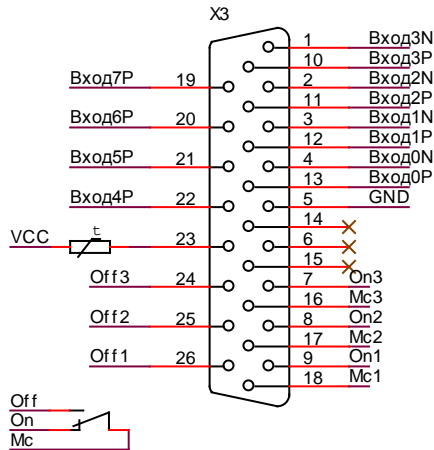 X3
1 Вход3N
10 Вход3P
Вход7P 19 2 Вход2N
11 Вход2P
Вход6P 20 3 Вход1N
12 Вход1P
Вход5P 21 4 Вход0N
13 Вход0P
Вход4P 22 5 GND
14
VCC t 23 6
15
Off3 24 7 On3
16 Mc3
Off2 25 8 On2
17 Mc2
Off1 26 9 On1
18 Mc1
Off
On
Mc